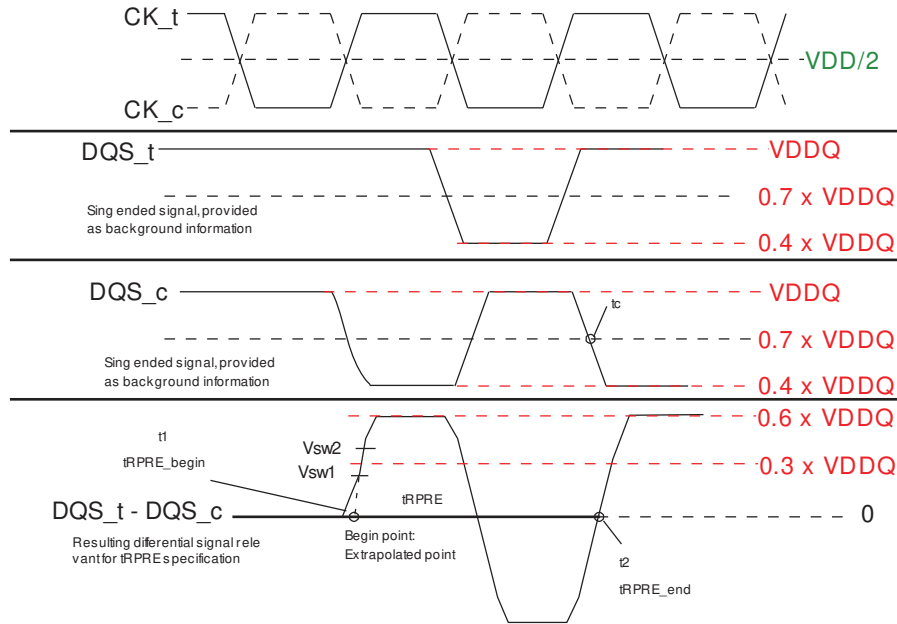 CK_t
VDD/2
CK_c
DQS_t
VDDQ
0.7 x VDDQ
Sing ended signal, provided
as background information
0.4 x VDDQ
DQS_c
VDDQ
tc
0.7 x VDDQ
Sing ended signal, provided
as background information
0.4 x VDDQ
0.6 x VDDQ
t1
Vsw2
tRPRE_begin
Vsw1
0.3 x VDDQ
tRPRE
DQS_t - DQS_c
0
Resulting diferential signal rele
vant for tRPRE specification
Begin point:
Extrapolated point
t2
tRPRE_end